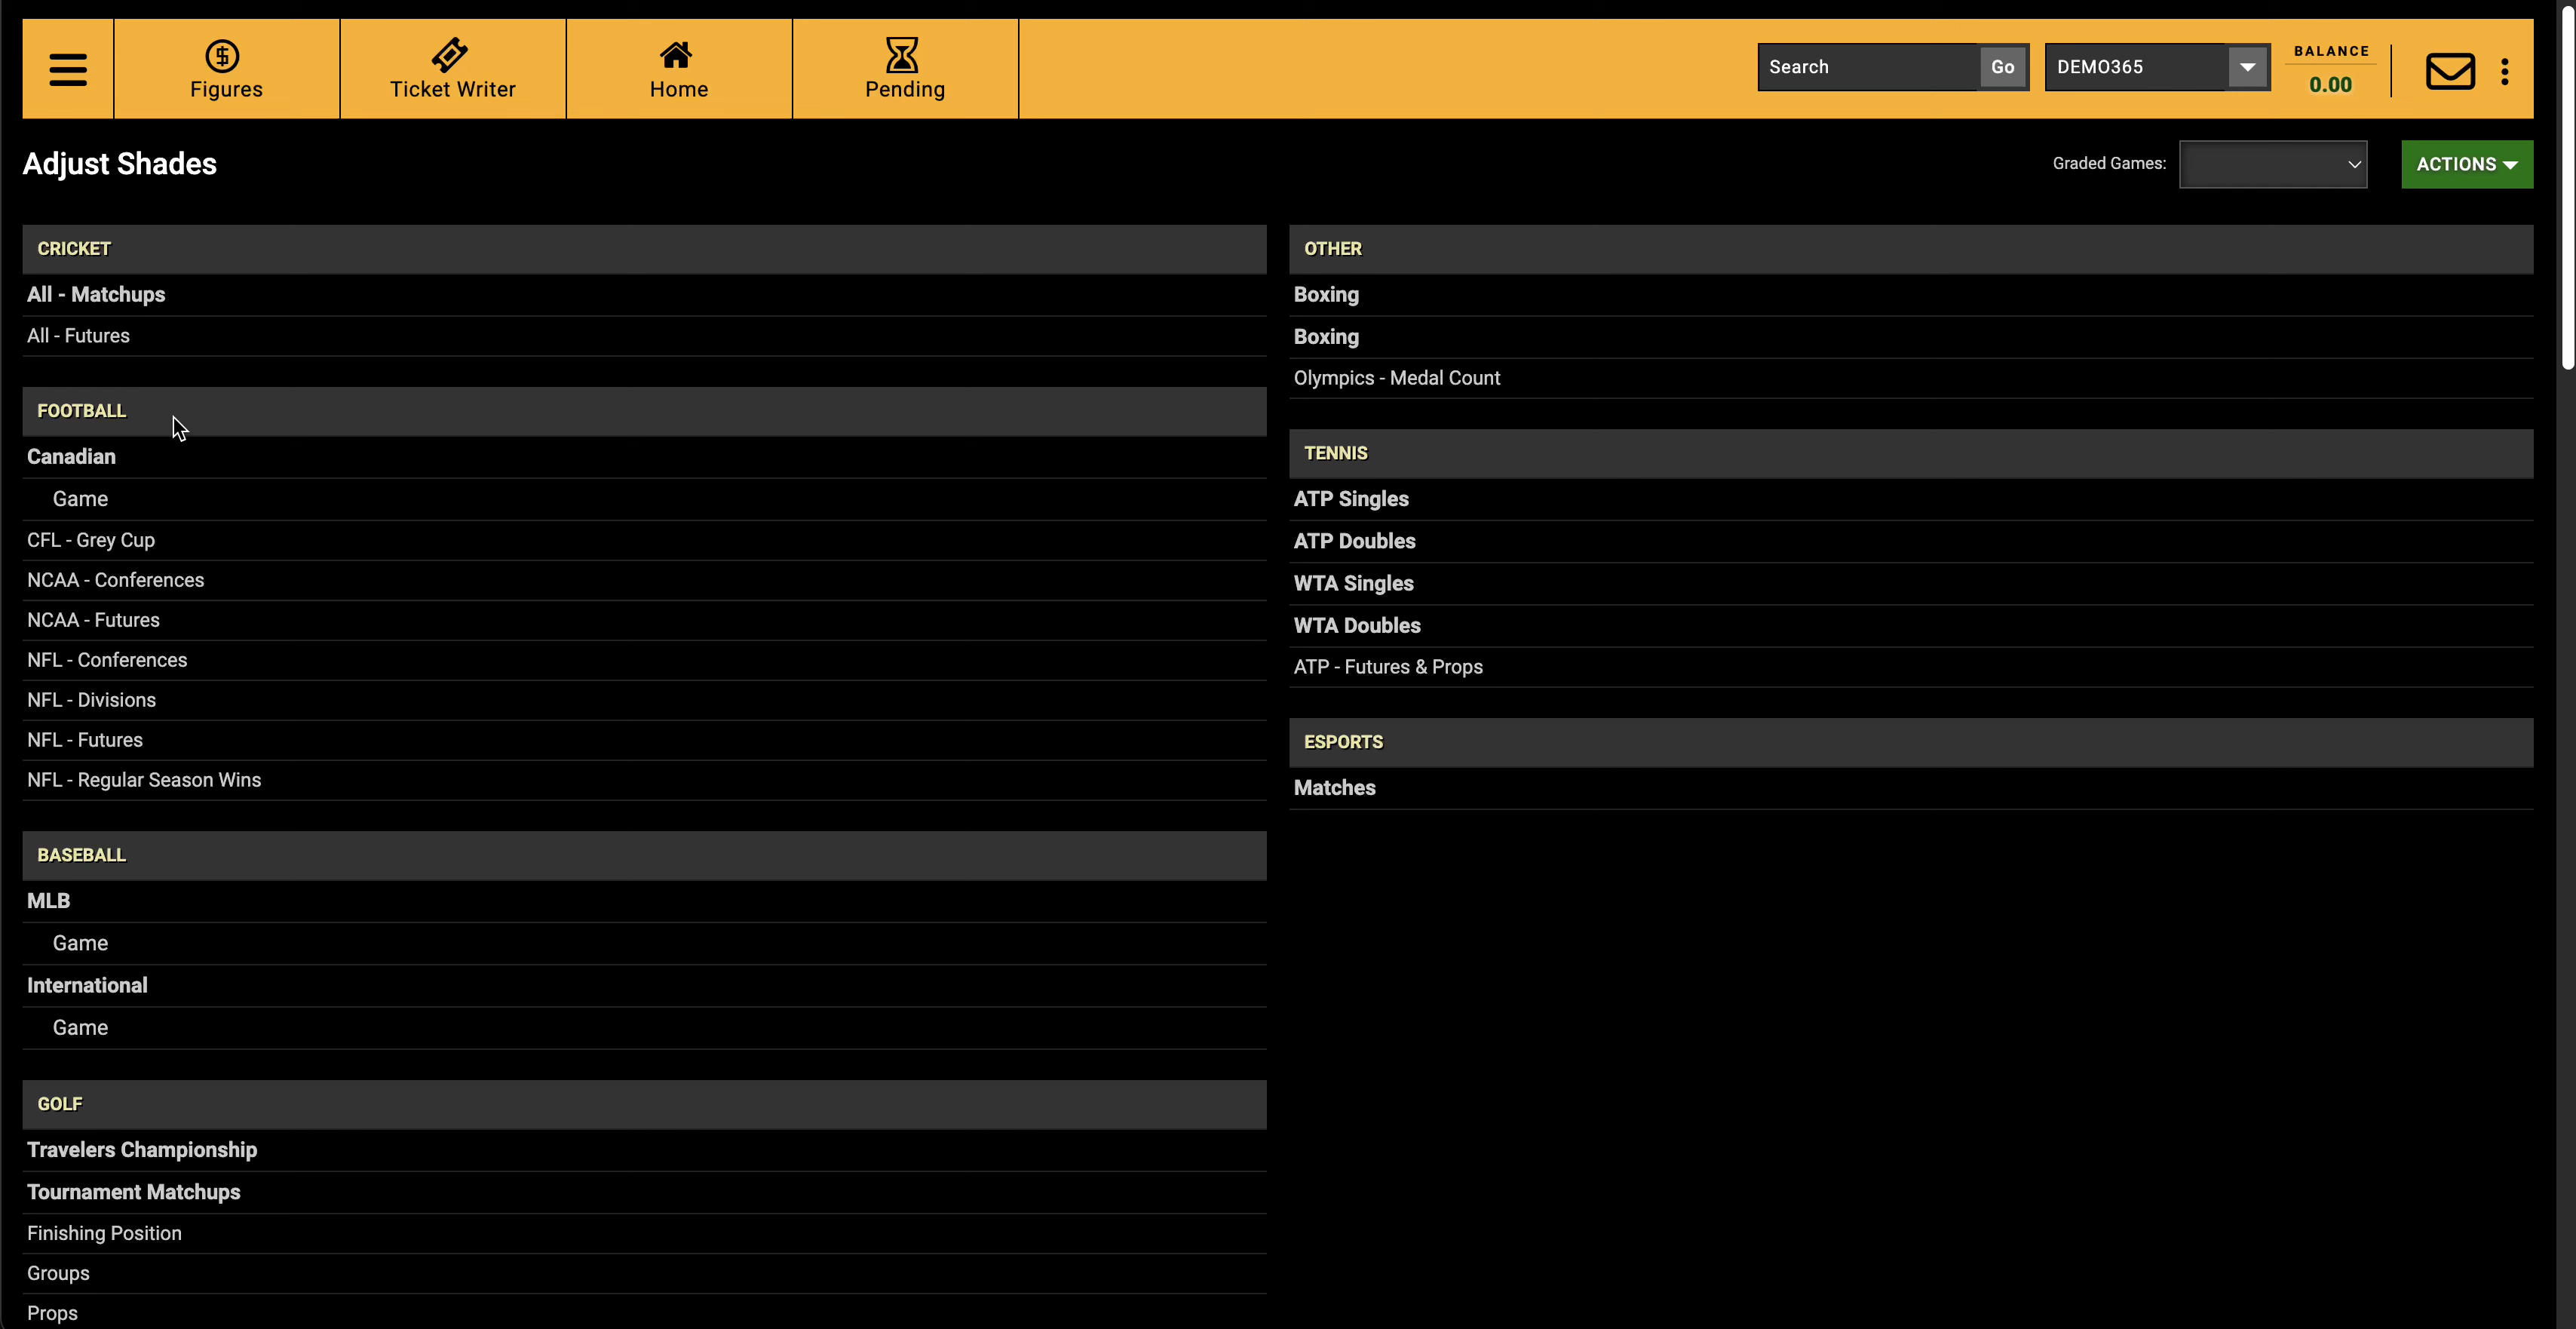 Figures
Ticket Writer
Home
Pending
Search
Go
DEMO365
BALANCE
0.00
Adjust Shades
Graded Games:
ACTIONS
CRICKET
All - Matchups
All - Futures
FOOTBALL
Canadian
Game
CFL - Grey Cup
NCAA - Conferences
NCAA - Futures
NFL - Conferences
NFL - Divisions
NFL - Futures
NFL - Regular Season Wins
BASEBALL
MLB
Game
International
Game
GOLF
Travelers Championship
Tournament Matchups
Finishing Position
Groups
Props
OTHER
Boxing
Boxing
Olympics - Medal Count
TENNIS
ATP Singles
ATP Doubles
WTA Singles
WTA Doubles
ATP - Futures & Props
ESPORTS
Matches